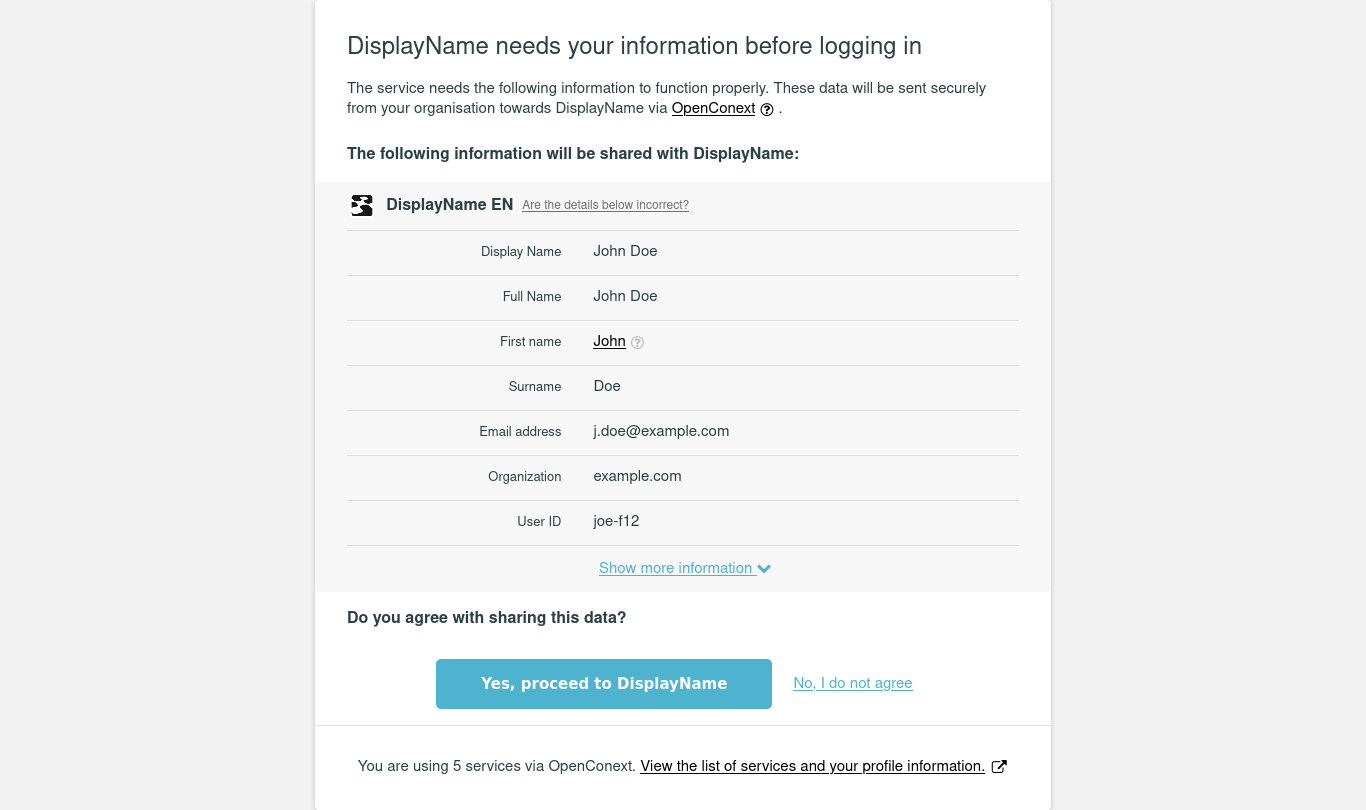 DisplayName needs your information before logging in
The service needs the following information to function properly. These data will be sent securely
from your organisation towards DisplayName via OpenConext ? .
The following information will be shared with DisplayName:
DisplayName EN Are the details below incorrect?
Display Name John Doe
Full Name John Doe
First name John ?
Surname Doe
Email address j.doe@example.com
Organization example.com
User ID joe-f12
Show more information
Do you agree with sharing this data?
Yes, proceed to DisplayName No, I do not agree
You are using 5 services via OpenConext. View the list of services and your profile information.